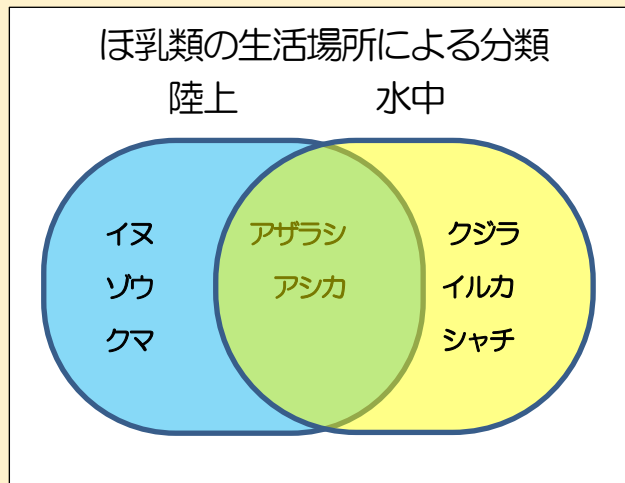 ほ乳類の生活場所による分類
陸上 水中
イヌ アザラシ クジラ
ゾウ アシカ イルカ
クマ シャチ